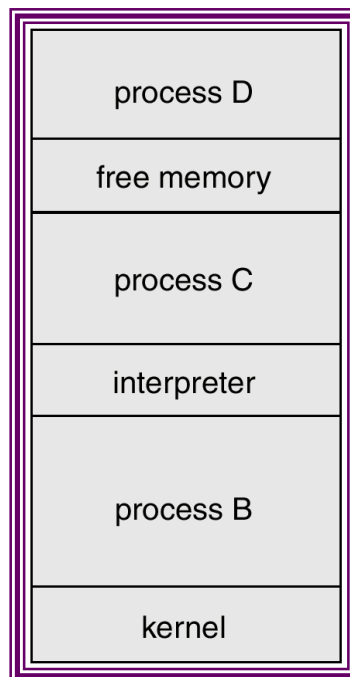 process D
free memory
process C
interpreter
process B
kernel